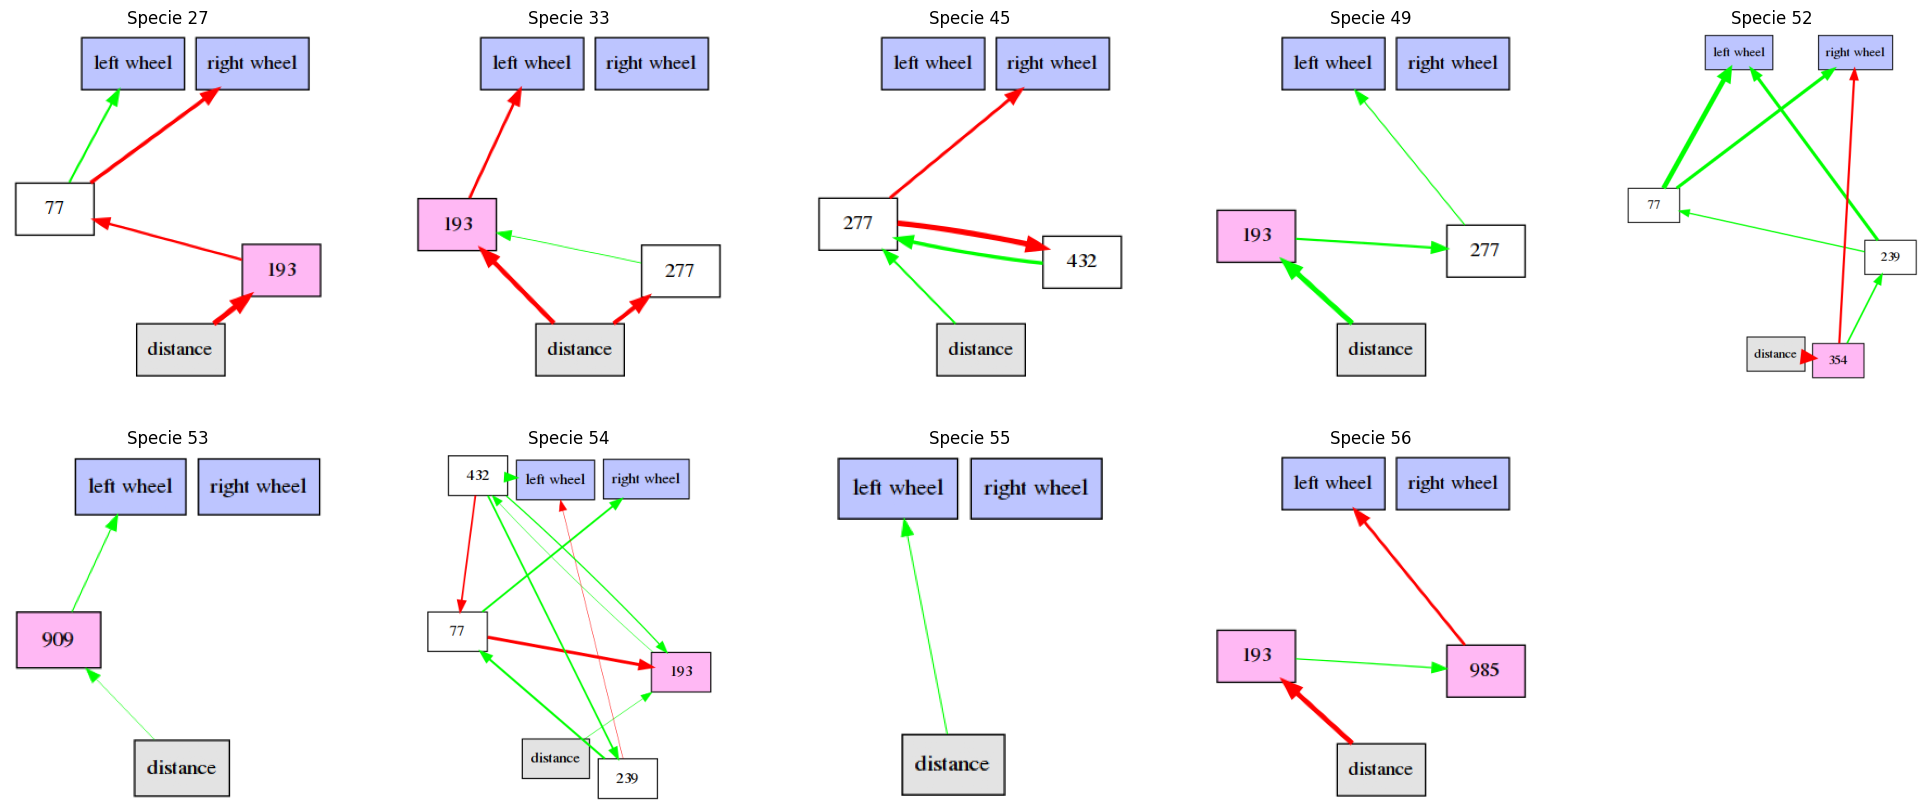 Specie 27
left wheel
right wheel
77
193
distance
Specie 33
left wheel
right wheel
193
277
distance
Specie 45
left wheel
right wheel
277
432
distance
Specie 49
left wheel
right wheel
193
277
distance
Specie 52
left wheel
right wheel
77
239
distance
354
Specie 53
left wheel
right wheel
909
distance
Specie 54
432
left wheel
right wheel
77
193
distance
239
Specie 55
left wheel
right wheel
distance
Specie 56
left wheel
right wheel
193
985
distance